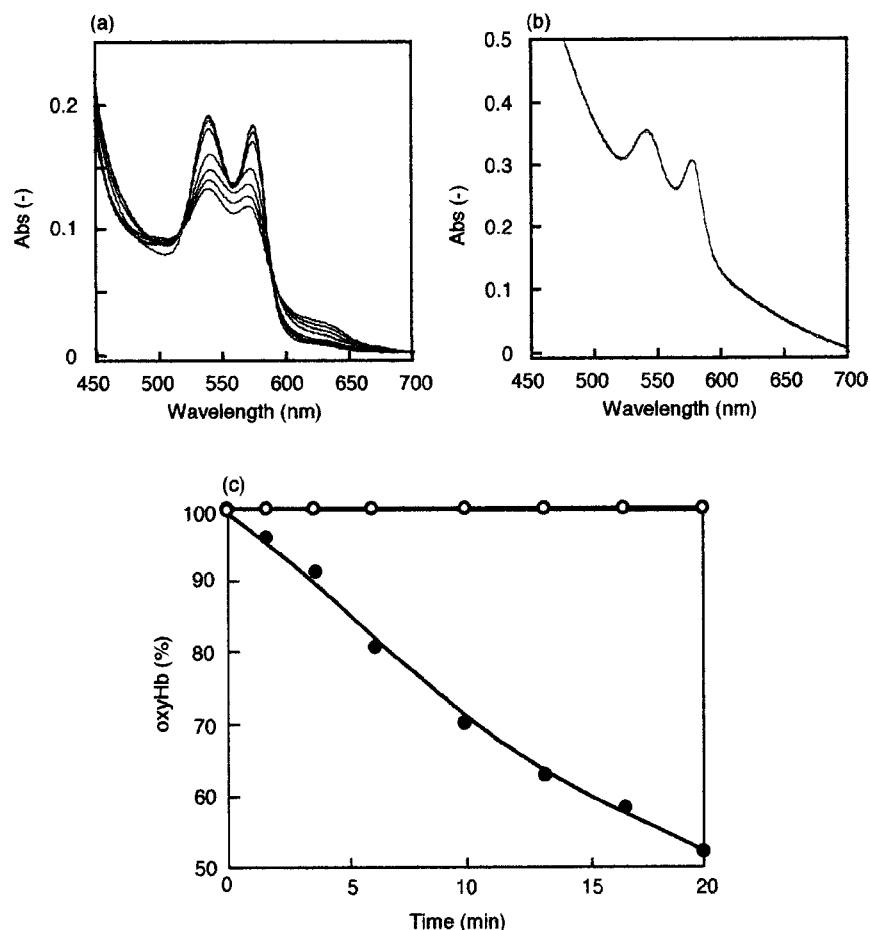 (a)
0.2
0.1
0
Abs (-)
450 500 550 600 650 700
Wavelength (nm)
(b)
0.5
0.4
0.3
0.2
0.1
0
Abs (-)
450 500 550 600 650 700
Wavelength (nm)
(c)
100
90
80
70
60
50
oxyHb (%)
0 5 10 15 20
Time (min)